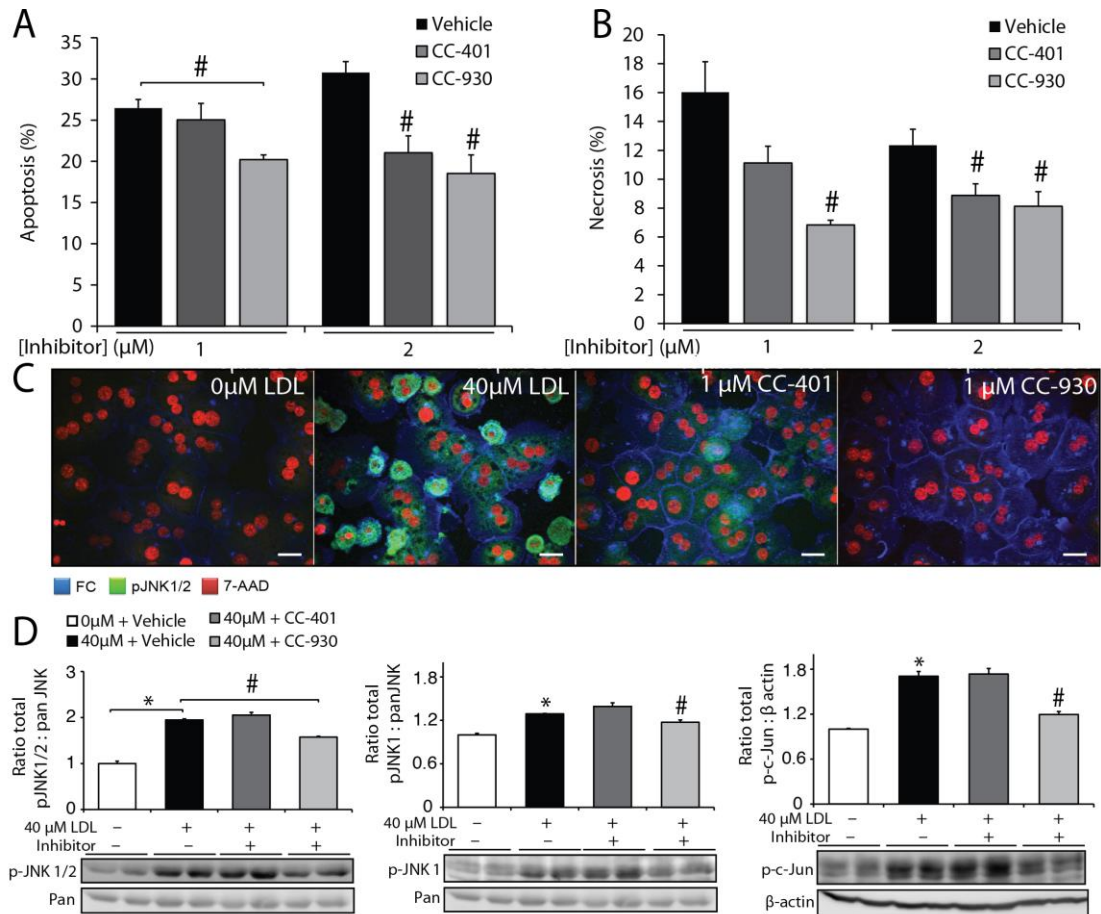 A
Vehicle
CC-401
CC-930
Apoptosis (%)
35
30
25
20
15
10
5
0
#
#
#
[Inhibitor] (μM)
1
2
B
Vehicle
CC-401
CC-930
Necrosis (%)
20
18
16
14
12
10
8
6
4
2
0
#
#
#
[Inhibitor] (μM)
1
2
C
0μM LDL
40μM LDL
1 μM CC-401
1 μM CC-930
FC
pJNK1/2
7-AAD
D
0μM + Vehicle
40μM + CC-401
40μM + Vehicle
40μM + CC-930
Ratio total
pJNK1/2 : pan JNK
3
2
1
0
*
#
40 μM LDL − + + +
Inhibitor − − + +
p-JNK 1/2
Pan
Ratio total
pJNK1 : panJNK
1.8
1.2
0.6
0
*
#
40 μM LDL − + + +
Inhibitor − − + +
p-JNK 1
Pan
Ratio total
p-c-Jun : β actin
1.8
1.2
0.6
0
*
#
40 μM LDL − + + +
Inhibitor − − + +
p-c-Jun
β-actin